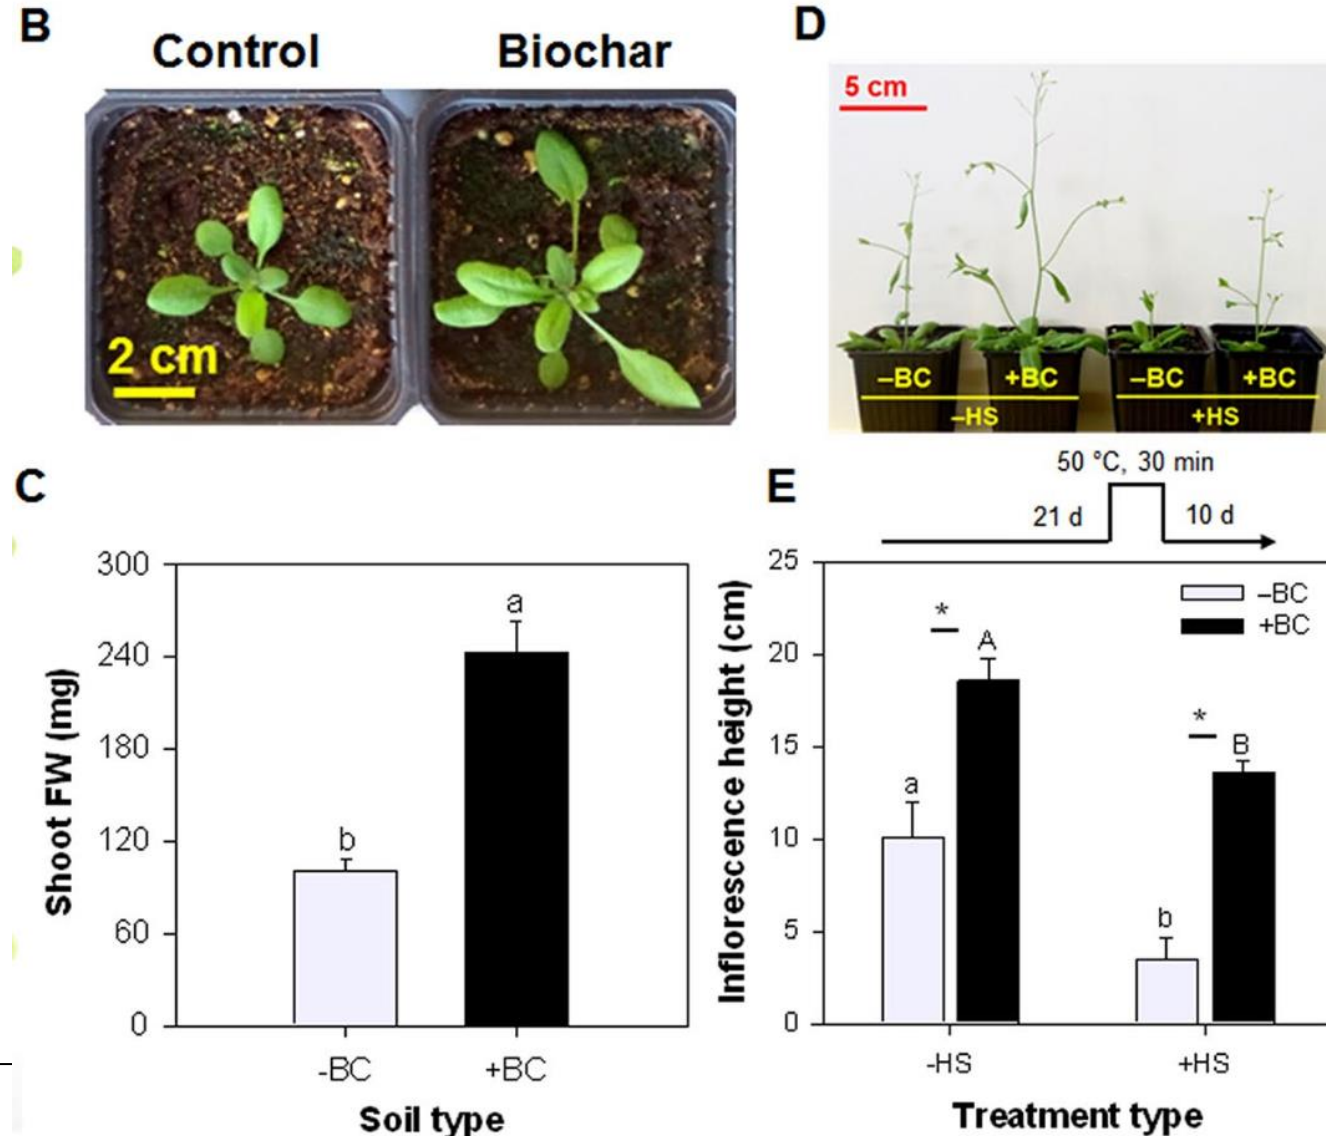 B
Control Biochar
2 cm
D
5 cm
–BC +BC –BC +BC
–HS +HS
C
300
240
180
120
60
0
Shoot FW (mg)
b
a
-BC +BC
Soil type
E
50 °C, 30 min
21 d 10 d
25
20
15
10
5
0
Inflorescence height (cm)
–BC
+BC
*
A
a
*
B
b
-HS +HS
Treatment type